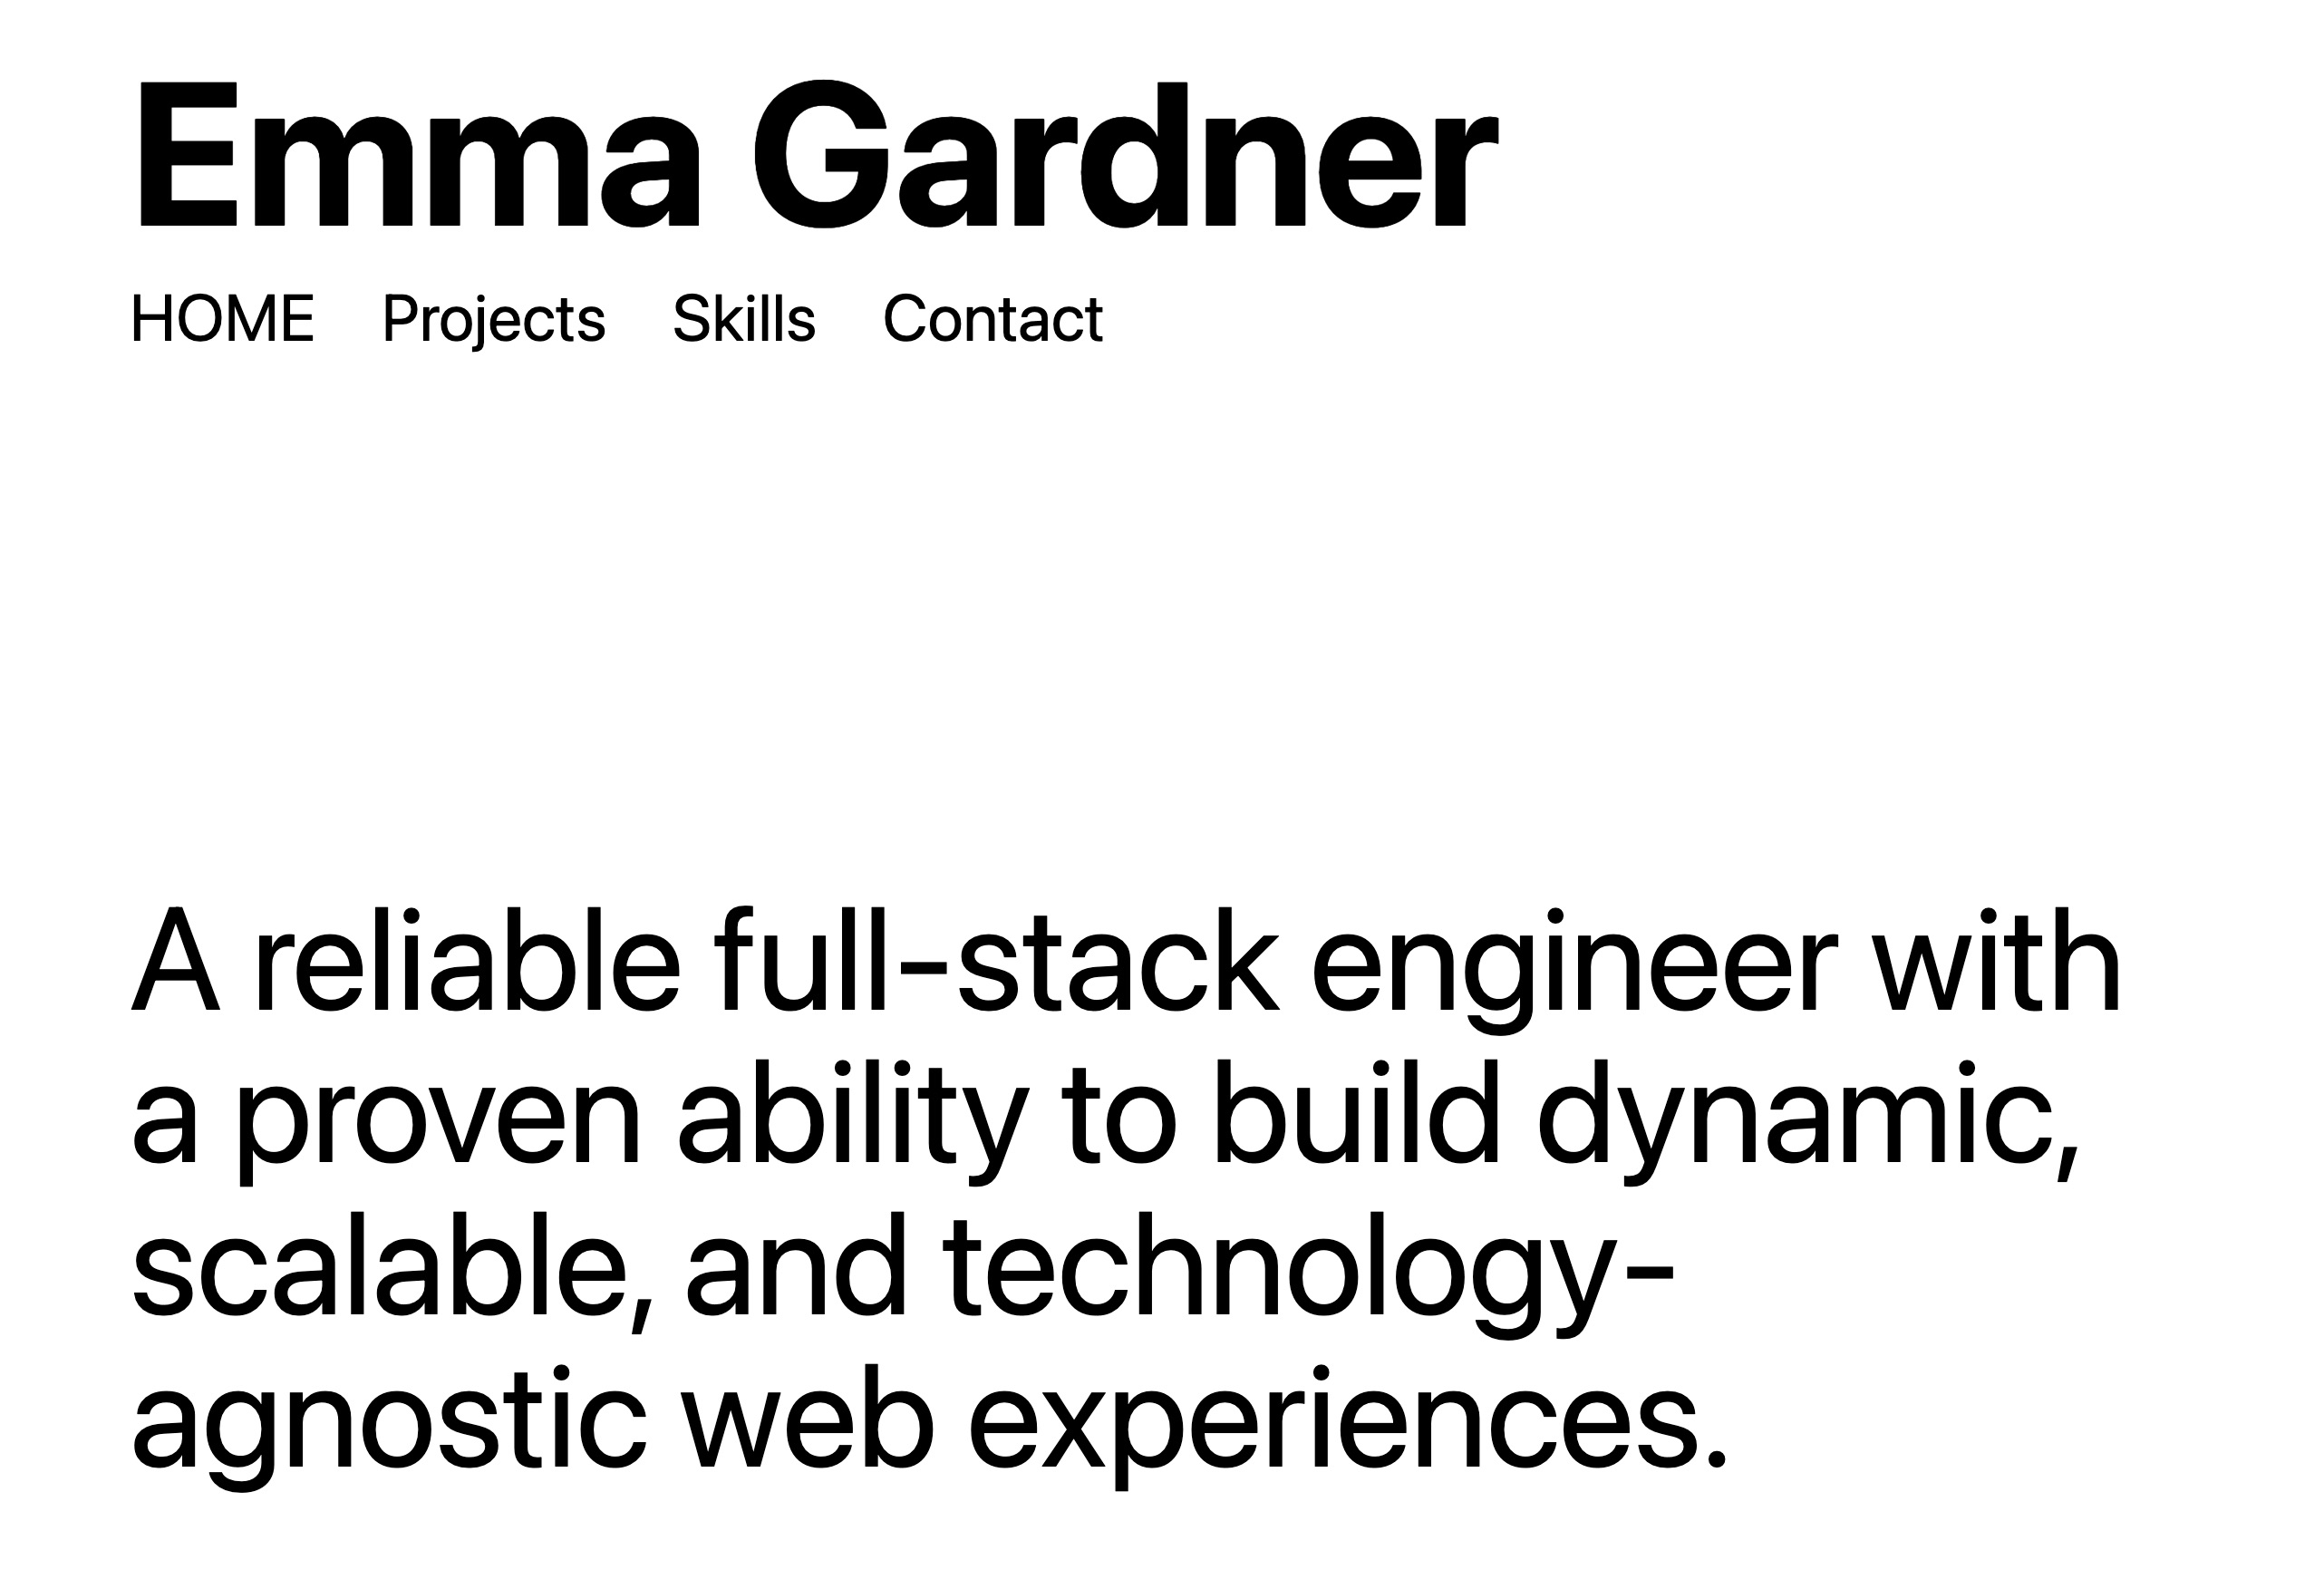 Emma Gardner
HOME Projects Skills Contact
A reliable full-stack engineer with
a proven ability to build dynamic,
scalable, and technology-
agnostic web experiences.